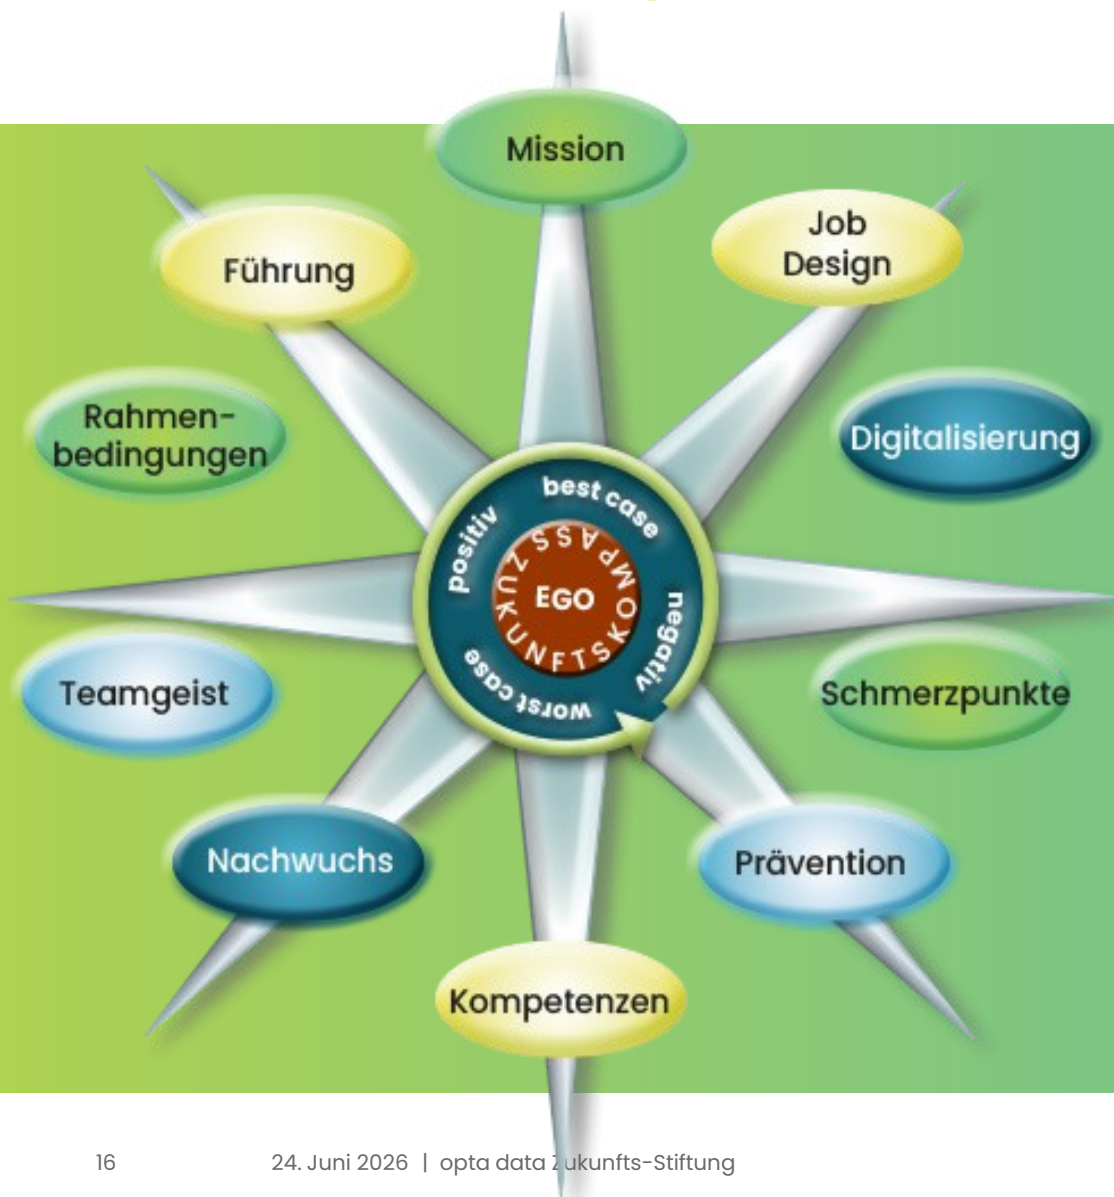 Mission
Job
Design
Führung
Rahmen-
bedingungen
Digitalisierung
best case
positiv
negativ
worst case
ZUKUNFTSKOMPASS
EGO
Teamgeist
Schmerzpunkte
Nachwuchs
Prävention
Kompetenzen
16 24. Juni 2026 | opta data Zukunfts-Stiftung